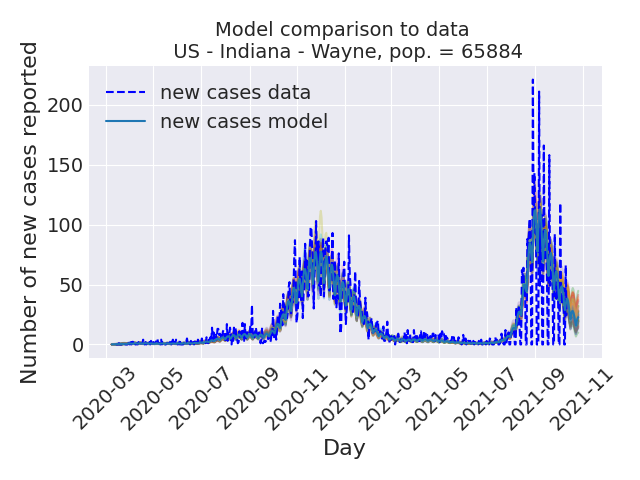 Model comparison to data
US - Indiana - Wayne, pop. = 65884
Number of new cases reported
200
150
100
50
0
new cases data
new cases model
2020-03
2020-05
2020-07
2020-09
2020-11
2021-01
2021-03
2021-05
2021-07
2021-09
2021-11
Day